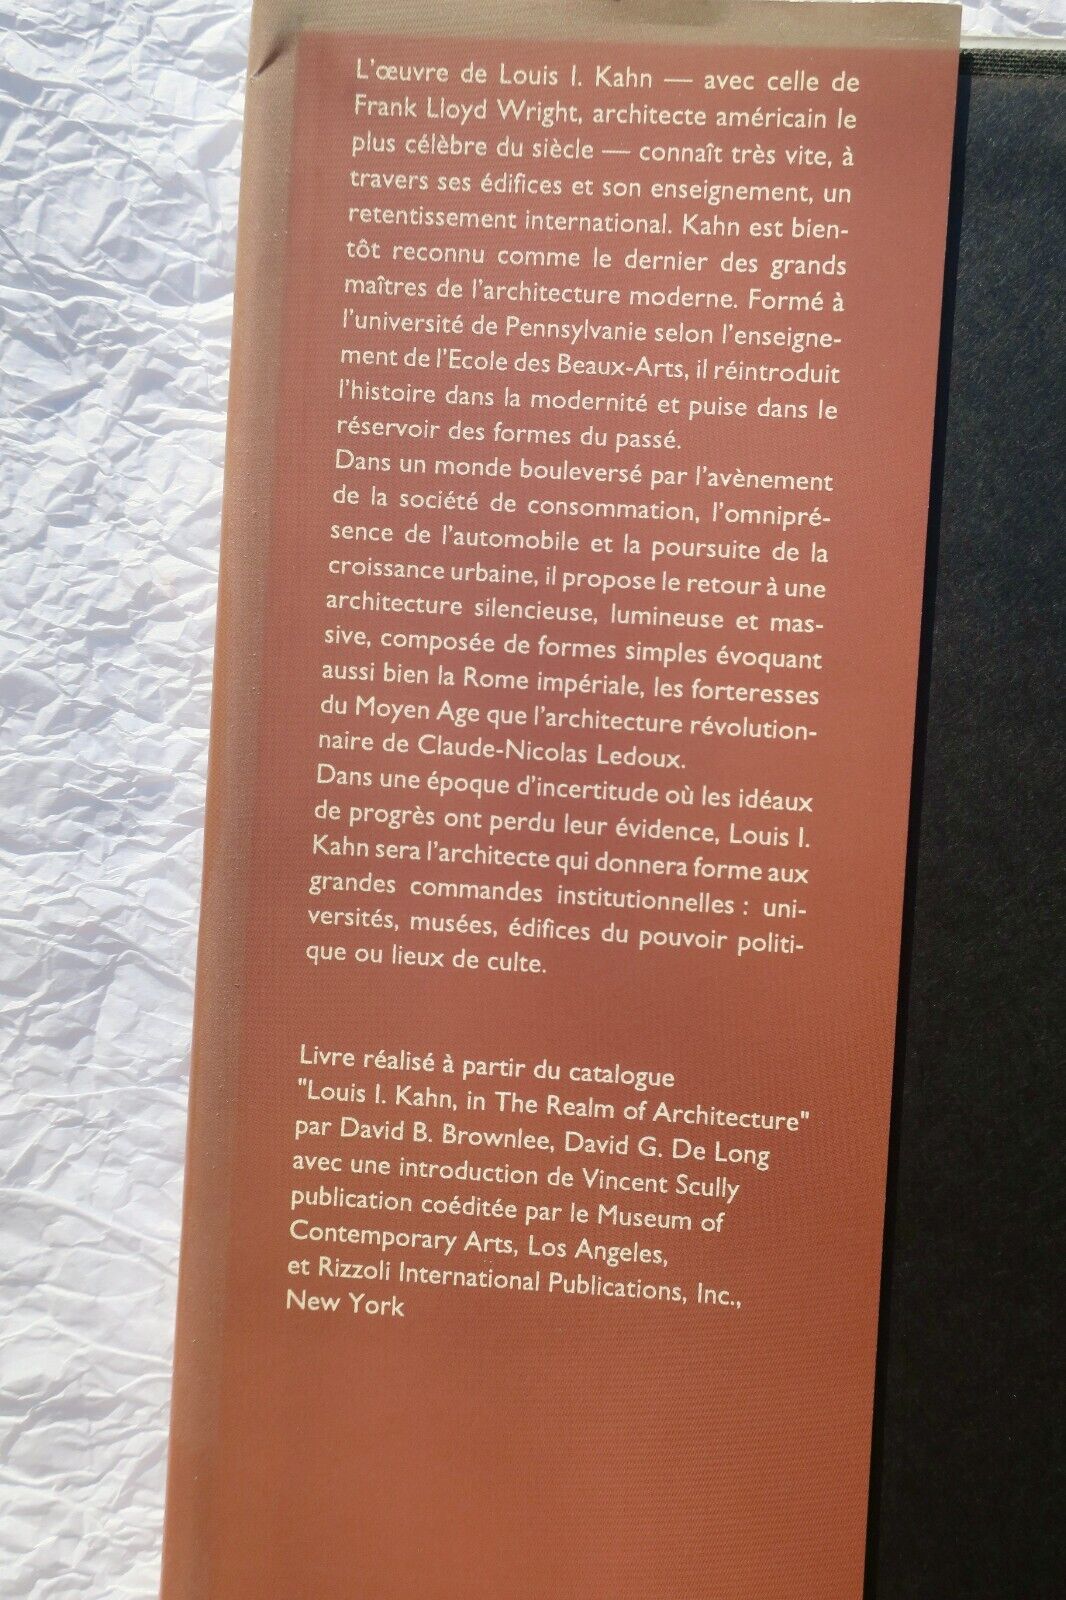 L'œuvre de Louis I. Kahn — avec celle de
Frank Lloyd Wright, architecte américain le
plus célèbre du siècle — connaît très vite, à
travers ses édifices et son enseignement, un
retentissement international. Kahn est bien-
tôt reconnu comme le dernier des grands
maîtres de l'architecture moderne. Formé à
l'université de Pennsylvanie selon l'enseigne-
ment de l'Ecole des Beaux-Arts, il réintroduit
l'histoire dans la modernité et puise dans le
réservoir des formes du passé.
Dans un monde bouleversé par l'avènement
de la société de consommation, l'omnipré-
sence de l'automobile et la poursuite de la
croissance urbaine, il propose le retour à une
architecture silencieuse, lumineuse et mas-
sive, composée de formes simples évoquant
aussi bien la Rome impériale, les forteresses
du Moyen Age que l'architecture révolution-
naire de Claude-Nicolas Ledoux.
Dans une époque d'incertitude où les idéaux
de progrès ont perdu leur évidence, Louis I.
Kahn sera l'architecte qui donnera forme aux
grandes commandes institutionnelles : uni-
versités, musées, édifices du pouvoir politi-
que ou lieux de culte.
Livre réalisé à partir du catalogue
"Louis I. Kahn, in The Realm of Architecture"
par David B. Brownlee, David G. De Long
avec une introduction de Vincent Scully
publication coéditée par le Museum of
Contemporary Arts, Los Angeles,
et Rizzoli International Publications, Inc.,
New York